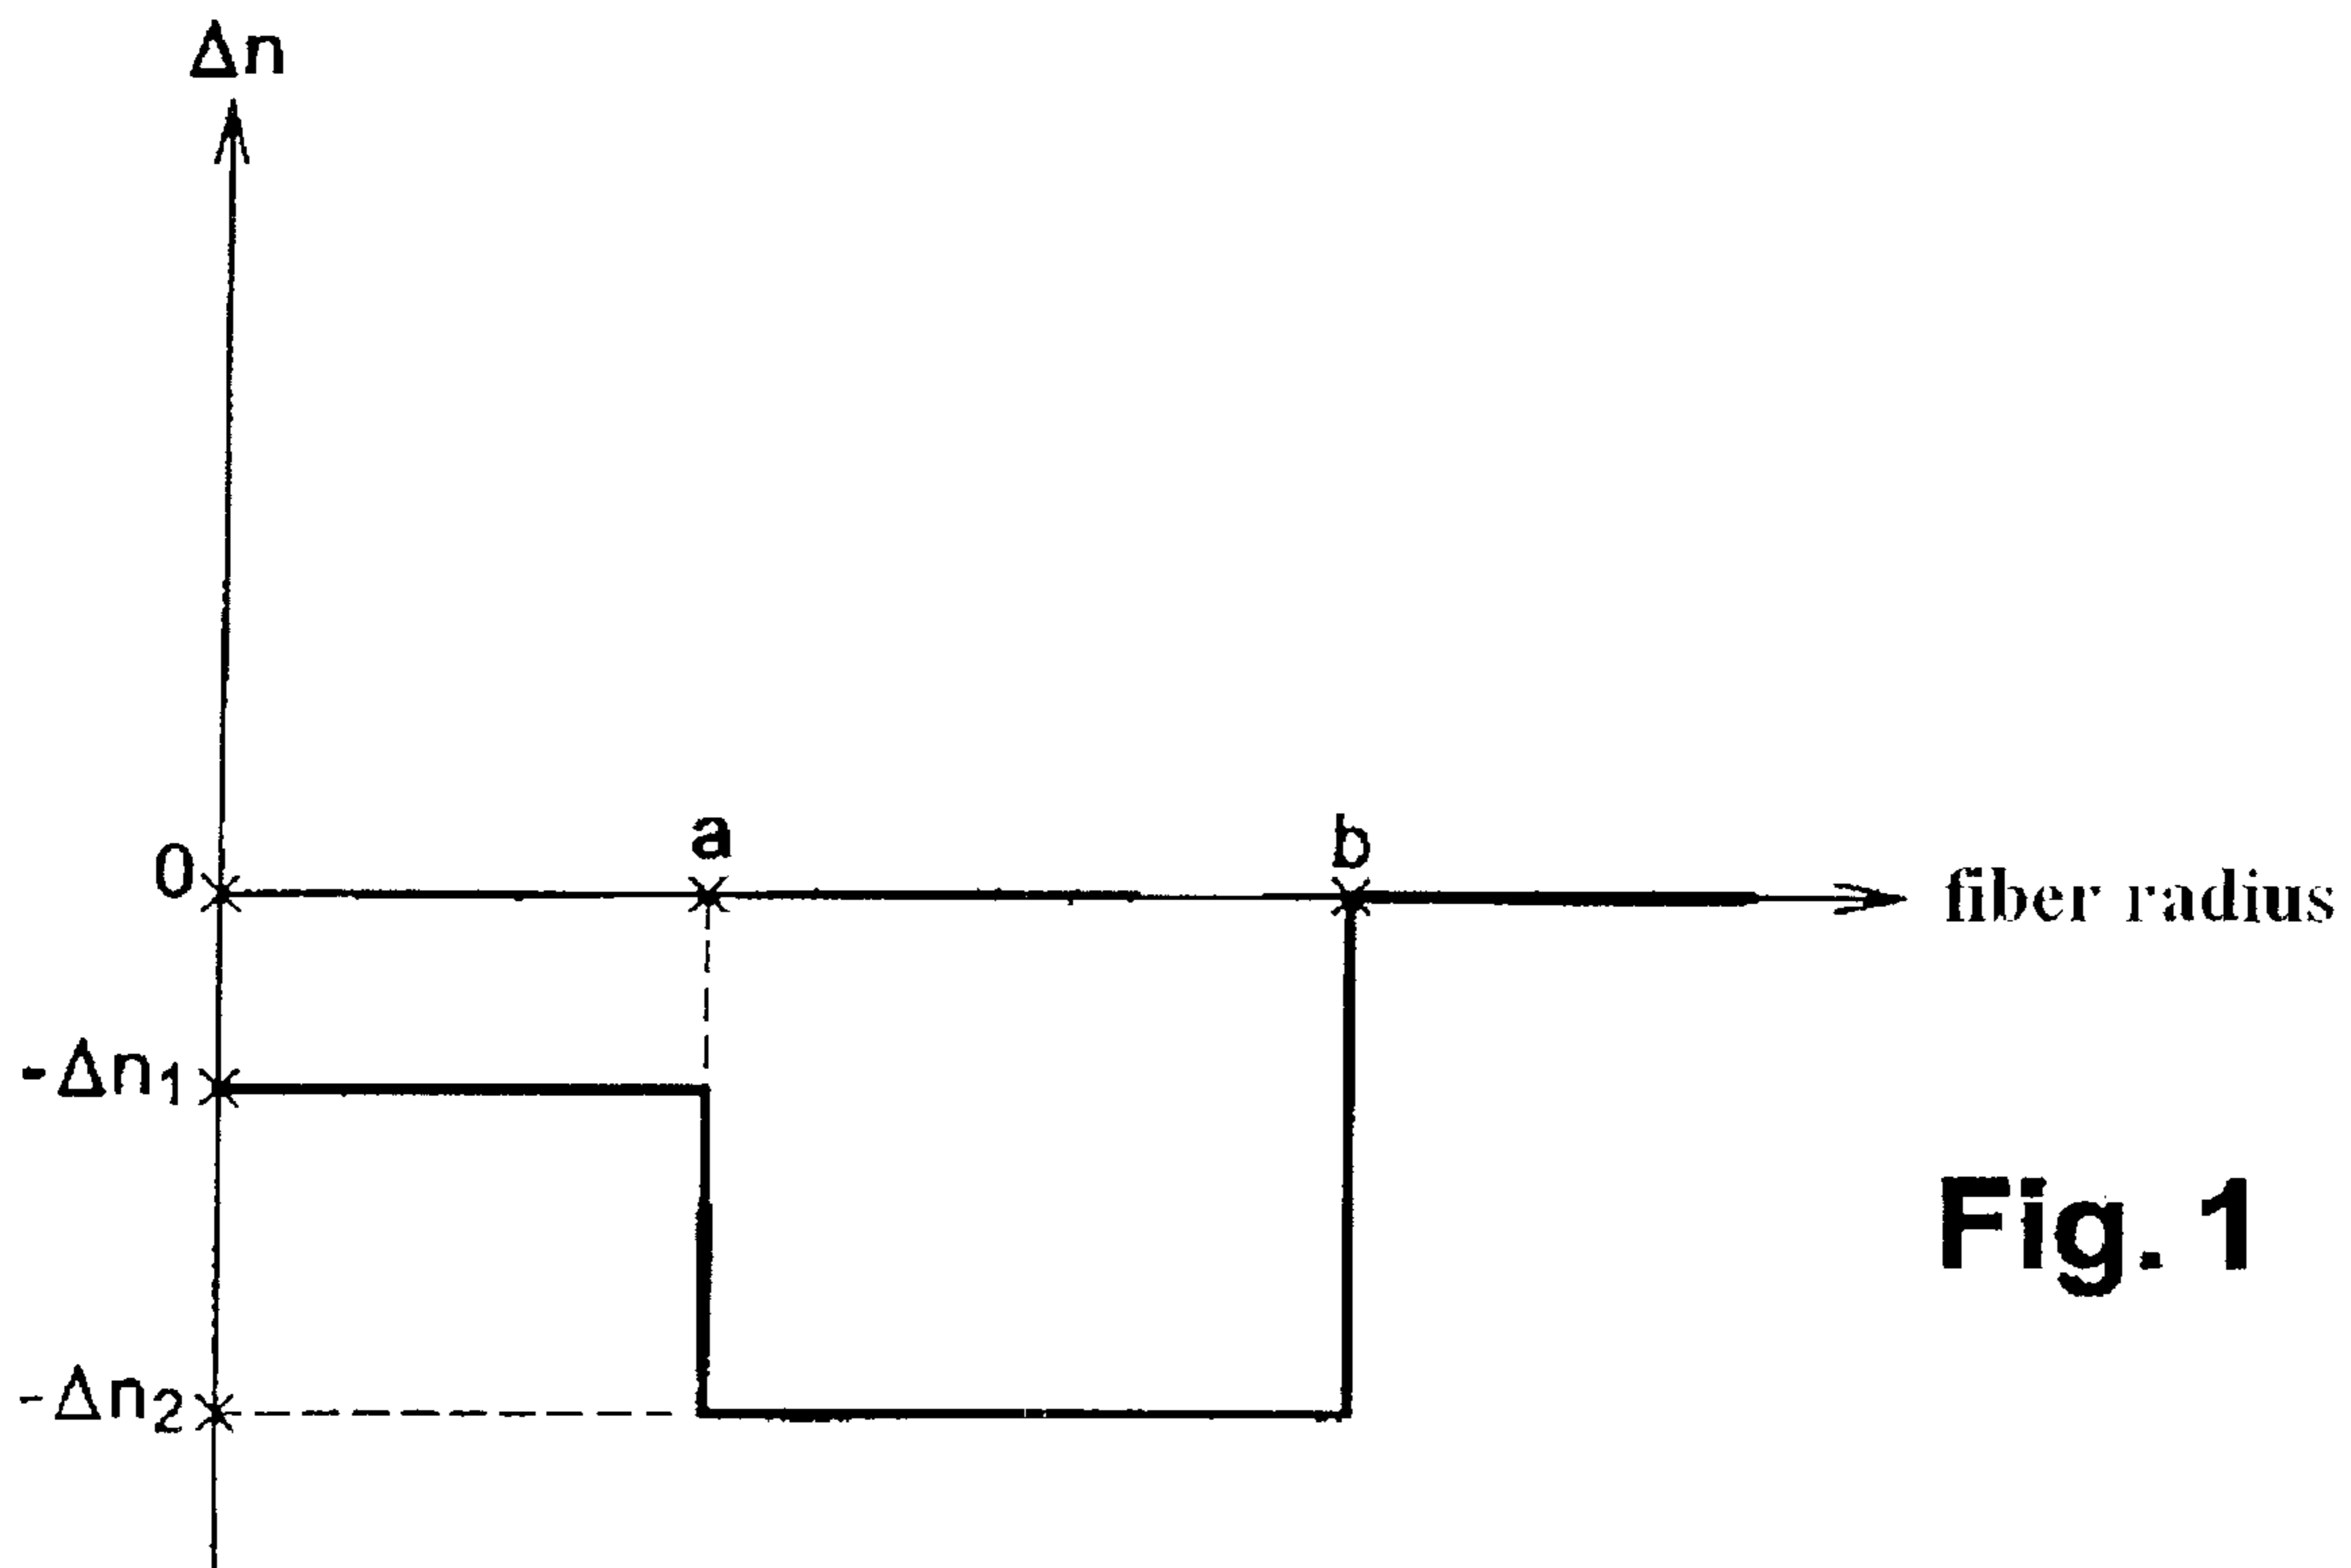 Δn
a
b
0
fiber radius
-Δn1
Fig. 1
-Δn2